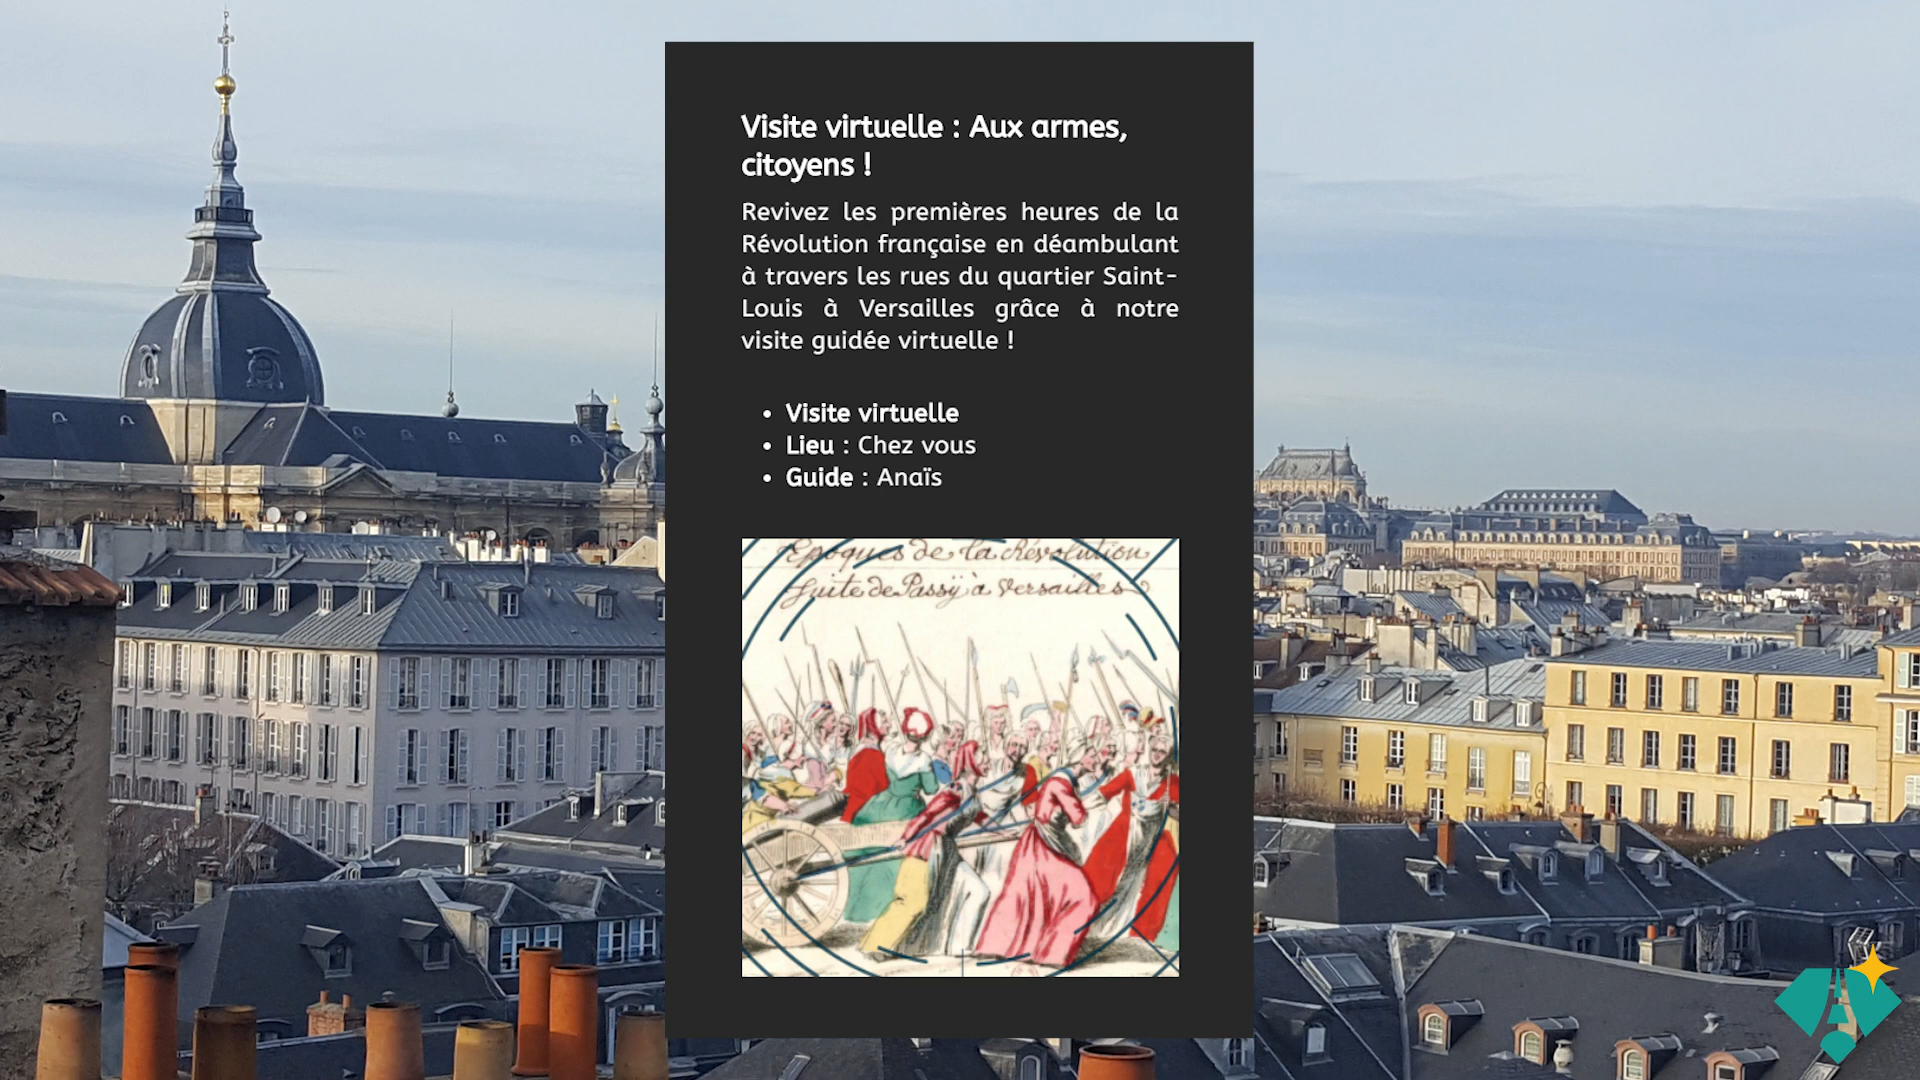 Visite virtuelle : Aux armes,
citoyens !
Revivez les premières heures de la
Révolution française en déambulant
à travers les rues du quartier Saint-
Louis à Versailles grâce à notre
visite guidée virtuelle !
• Visite virtuelle
• Lieu : Chez vous
• Guide : Anaïs
Epoques de la Révolution
Suite de Passÿ à Versailles